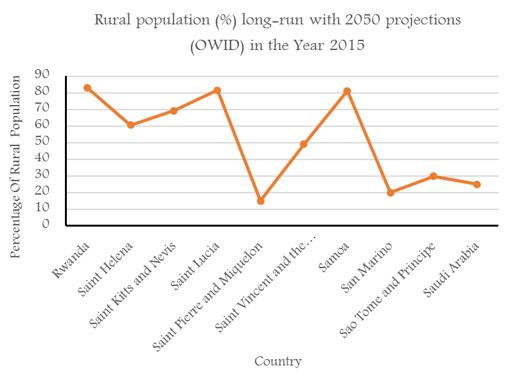 Rural population (%) long-run with 2050 projections
(OWID) in the Year 2015
Percentage Of Rural Population
90
80
70
60
50
40
30
20
10
0
Rwanda
Saint Helena
Saint Kitts and Nevis
Saint Lucia
Saint Pierre and Miquelon
Saint Vincent and the...
Samoa
San Marino
Sao Tome and Principe
Saudi Arabia
Country